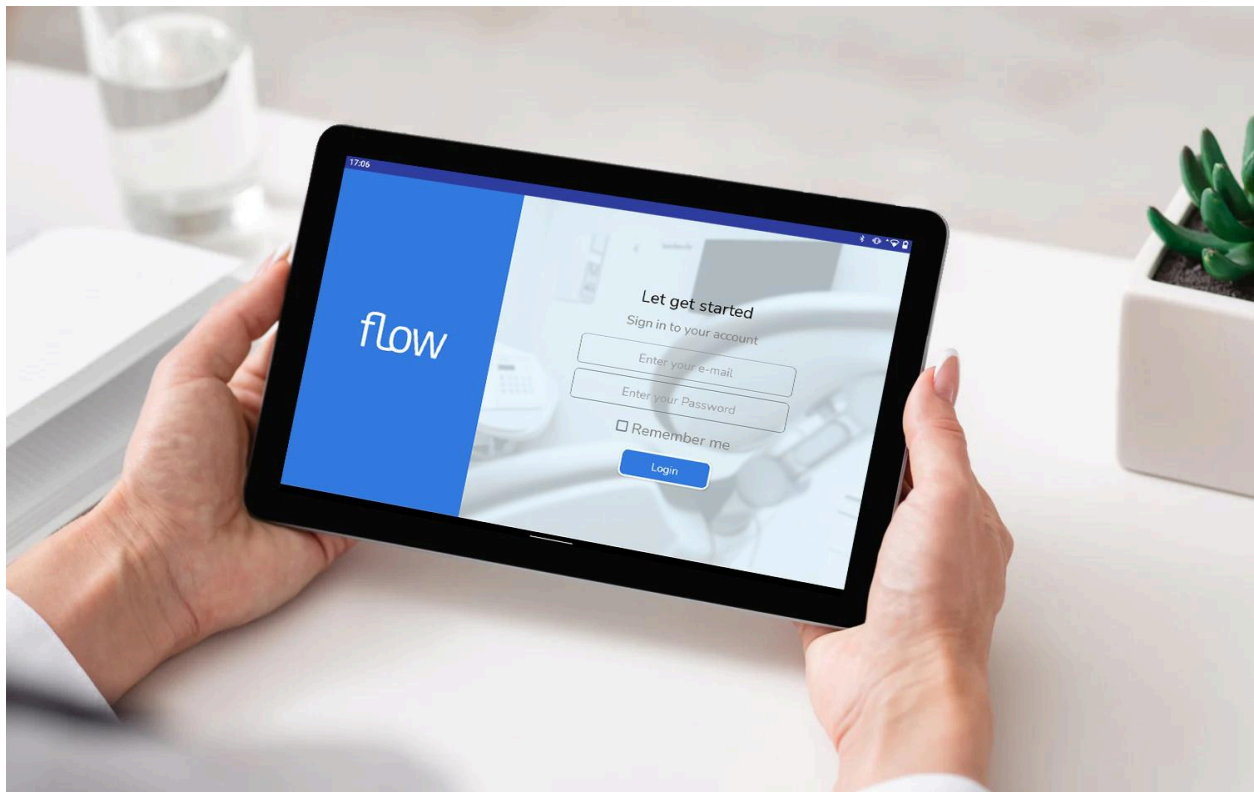 17:06
flow
Let get started
Sign in to your account
Enter your e-mail
Enter your Password
Remember me
Login